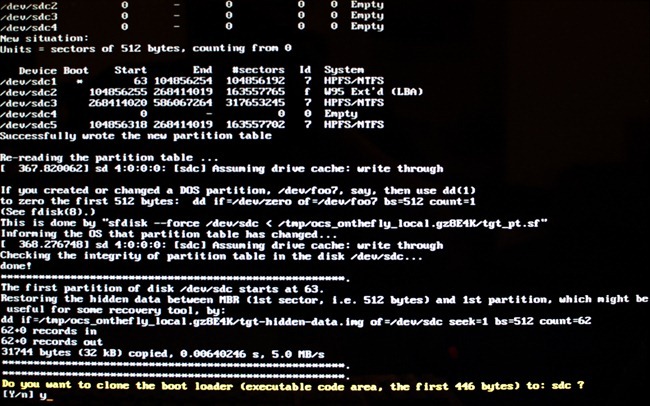 /dev/sdc2 0 - 0 0 Empty
/dev/sdc3 0 - 0 0 Empty
/dev/sdc4 0 - 0 0 Empty
New situation:
Units = sectors of 512 bytes, counting from 0
Device Boot Start End #sectors Id System
/dev/sdc1 * 63 104856254 104856192 7 HPFS/NTFS
/dev/sdc2 104856255 268414019 163557765 f W95 Ext'd (LBA)
/dev/sdc3 268414020 586067264 317653245 7 HPFS/NTFS
/dev/sdc4 0 - 0 0 Empty
/dev/sdc5 104856318 268414019 163557702 7 HPFS/NTFS
Successfully wrote the new partition table
Re-reading the partition table ...
[ 367.820062] sd 4:0:0:0: [sdc] Assuming drive cache: write through
If you created or changed a DOS partition, /dev/foo7, say, then use dd(1)
to zero the first 512 bytes: dd if=/dev/zero of=/dev/foo7 bs=512 count=1
(See fdisk(8).)
This is done by "sfdisk --force /dev/sdc < /tmp/ocs_onthefly_local.gz8E4K/tgt_pt.sf"
Informing the OS that partition table has changed...
[ 368.276748] sd 4:0:0:0: [sdc] Assuming drive cache: write through
Checking the integrity of partition table in the disk /dev/sdc...
done!
*****************************************************.
The first partition of disk /dev/sdc starts at 63.
Restoring the hidden data between MBR (1st sector, i.e. 512 bytes) and 1st partition, which might be
useful for some recovery tool, by:
dd if=/tmp/ocs_onthefly_local.gz8E4K/tgt-hidden-data.img of=/dev/sdc seek=1 bs=512 count=62
62+0 records in
62+0 records out
31744 bytes (32 kB) copied, 0.00640246 s, 5.0 MB/s
*****************************************************.
*****************************************************.
Do you want to clone the boot loader (executable code area, the first 446 bytes) to: sdc ?
[Y/n] y_